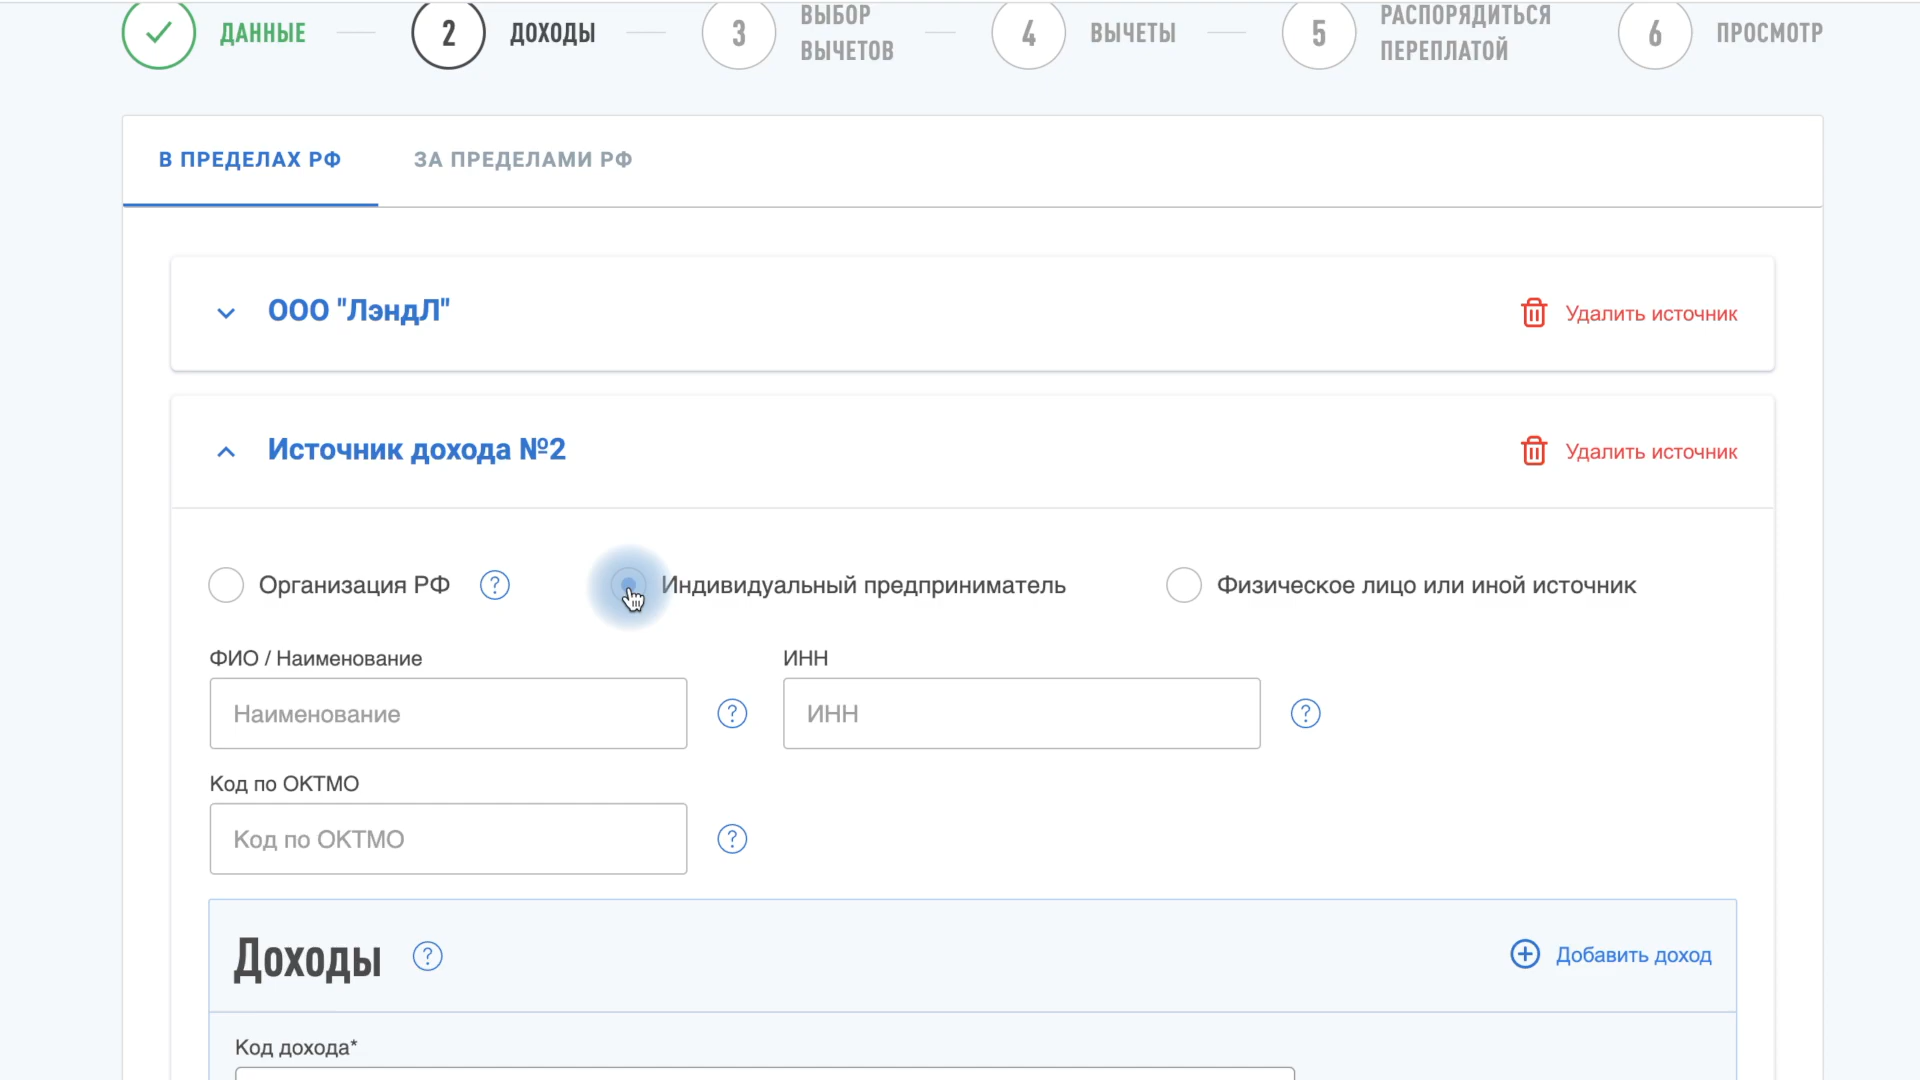 ДАННЫЕ
2 ДОХОДЫ
3 ВЫБОР ВЫЧЕТОВ
4 ВЫЧЕТЫ
5 РАСПОРЯДИТЬСЯ ПЕРЕПЛАТОЙ
6 ПРОСМОТР
В ПРЕДЕЛАХ РФ
ЗА ПРЕДЕЛАМИ РФ
ООО "ЛэндЛ"
Удалить источник
Источник дохода №2
Удалить источник
Организация РФ ?
Индивидуальный предприниматель
Физическое лицо или иной источник
ФИО / Наименование
Наименование ?
ИНН
ИНН ?
Код по ОКТМО
Код по ОКТМО ?
Доходы ?
Добавить доход
Код дохода*